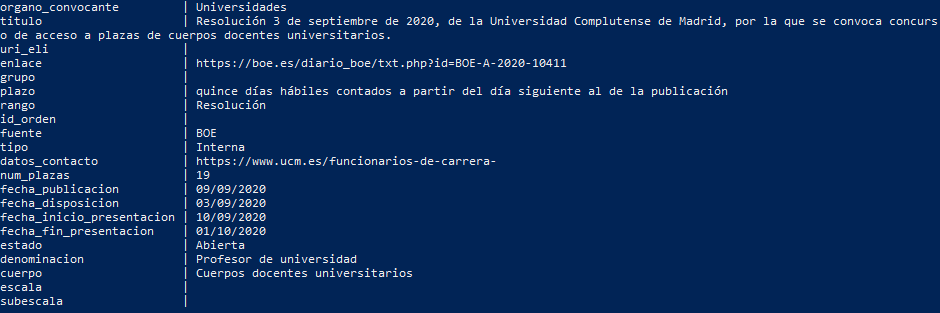 organo_convocante | Universidades
titulo | Resolución 3 de septiembre de 2020, de la Universidad Complutense de Madrid, por la que se convoca concurs
o de acceso a plazas de cuerpos docentes universitarios.
uri_eli |
enlace | https://boe.es/diario_boe/txt.php?id=BOE-A-2020-10411
grupo |
plazo | quince días hábiles contados a partir del día siguiente al de la publicación
rango | Resolución
id_orden |
fuente | BOE
tipo | Interna
datos_contacto | https://www.ucm.es/funcionarios-de-carrera-
num_plazas | 19
fecha_publicacion | 09/09/2020
fecha_disposicion | 03/09/2020
fecha_inicio_presentacion | 10/09/2020
fecha_fin_presentacion | 01/10/2020
estado | Abierta
denominacion | Profesor de universidad
cuerpo | Cuerpos docentes universitarios
escala |
subescala |